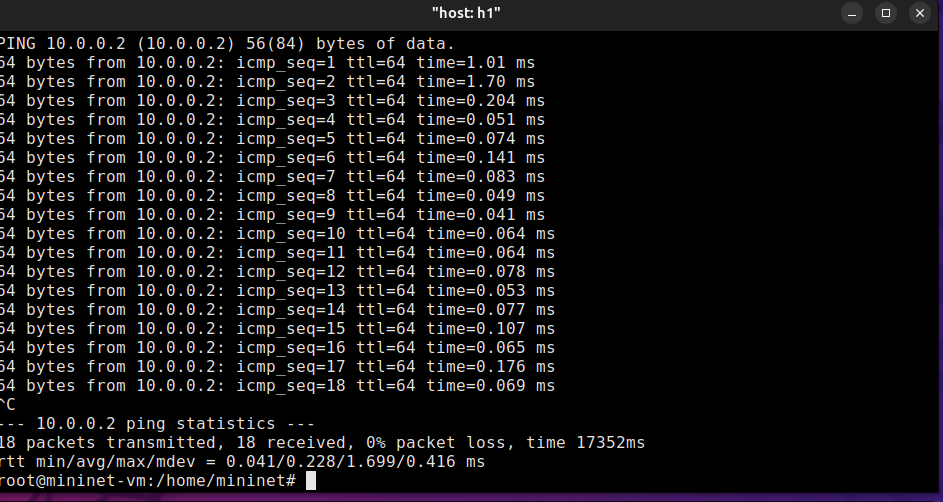 "host: h1"
PING 10.0.0.2 (10.0.0.2) 56(84) bytes of data.
64 bytes from 10.0.0.2: icmp_seq=1 ttl=64 time=1.01 ms
64 bytes from 10.0.0.2: icmp_seq=2 ttl=64 time=1.70 ms
64 bytes from 10.0.0.2: icmp_seq=3 ttl=64 time=0.204 ms
64 bytes from 10.0.0.2: icmp_seq=4 ttl=64 time=0.051 ms
64 bytes from 10.0.0.2: icmp_seq=5 ttl=64 time=0.074 ms
64 bytes from 10.0.0.2: icmp_seq=6 ttl=64 time=0.141 ms
64 bytes from 10.0.0.2: icmp_seq=7 ttl=64 time=0.083 ms
64 bytes from 10.0.0.2: icmp_seq=8 ttl=64 time=0.049 ms
64 bytes from 10.0.0.2: icmp_seq=9 ttl=64 time=0.041 ms
64 bytes from 10.0.0.2: icmp_seq=10 ttl=64 time=0.064 ms
64 bytes from 10.0.0.2: icmp_seq=11 ttl=64 time=0.064 ms
64 bytes from 10.0.0.2: icmp_seq=12 ttl=64 time=0.078 ms
64 bytes from 10.0.0.2: icmp_seq=13 ttl=64 time=0.053 ms
64 bytes from 10.0.0.2: icmp_seq=14 ttl=64 time=0.077 ms
64 bytes from 10.0.0.2: icmp_seq=15 ttl=64 time=0.107 ms
64 bytes from 10.0.0.2: icmp_seq=16 ttl=64 time=0.065 ms
64 bytes from 10.0.0.2: icmp_seq=17 ttl=64 time=0.176 ms
64 bytes from 10.0.0.2: icmp_seq=18 ttl=64 time=0.069 ms
^C
--- 10.0.0.2 ping statistics ---
18 packets transmitted, 18 received, 0% packet loss, time 17352ms
rtt min/avg/max/mdev = 0.041/0.228/1.699/0.416 ms
root@mininet-vm:/home/mininet#